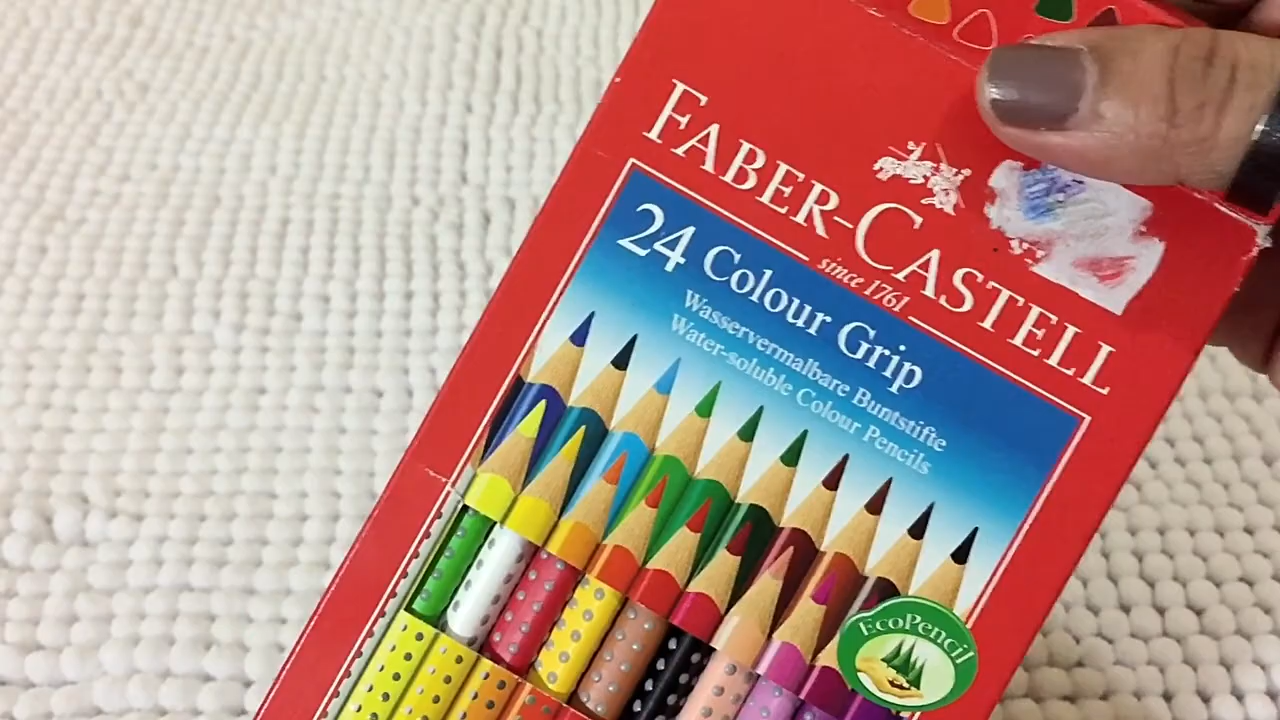 FABER-CASTELL
since 1761
24 Colour Grip
Wasservermalbare Buntstifte
Water-soluble Colour Pencils
EcoPencil